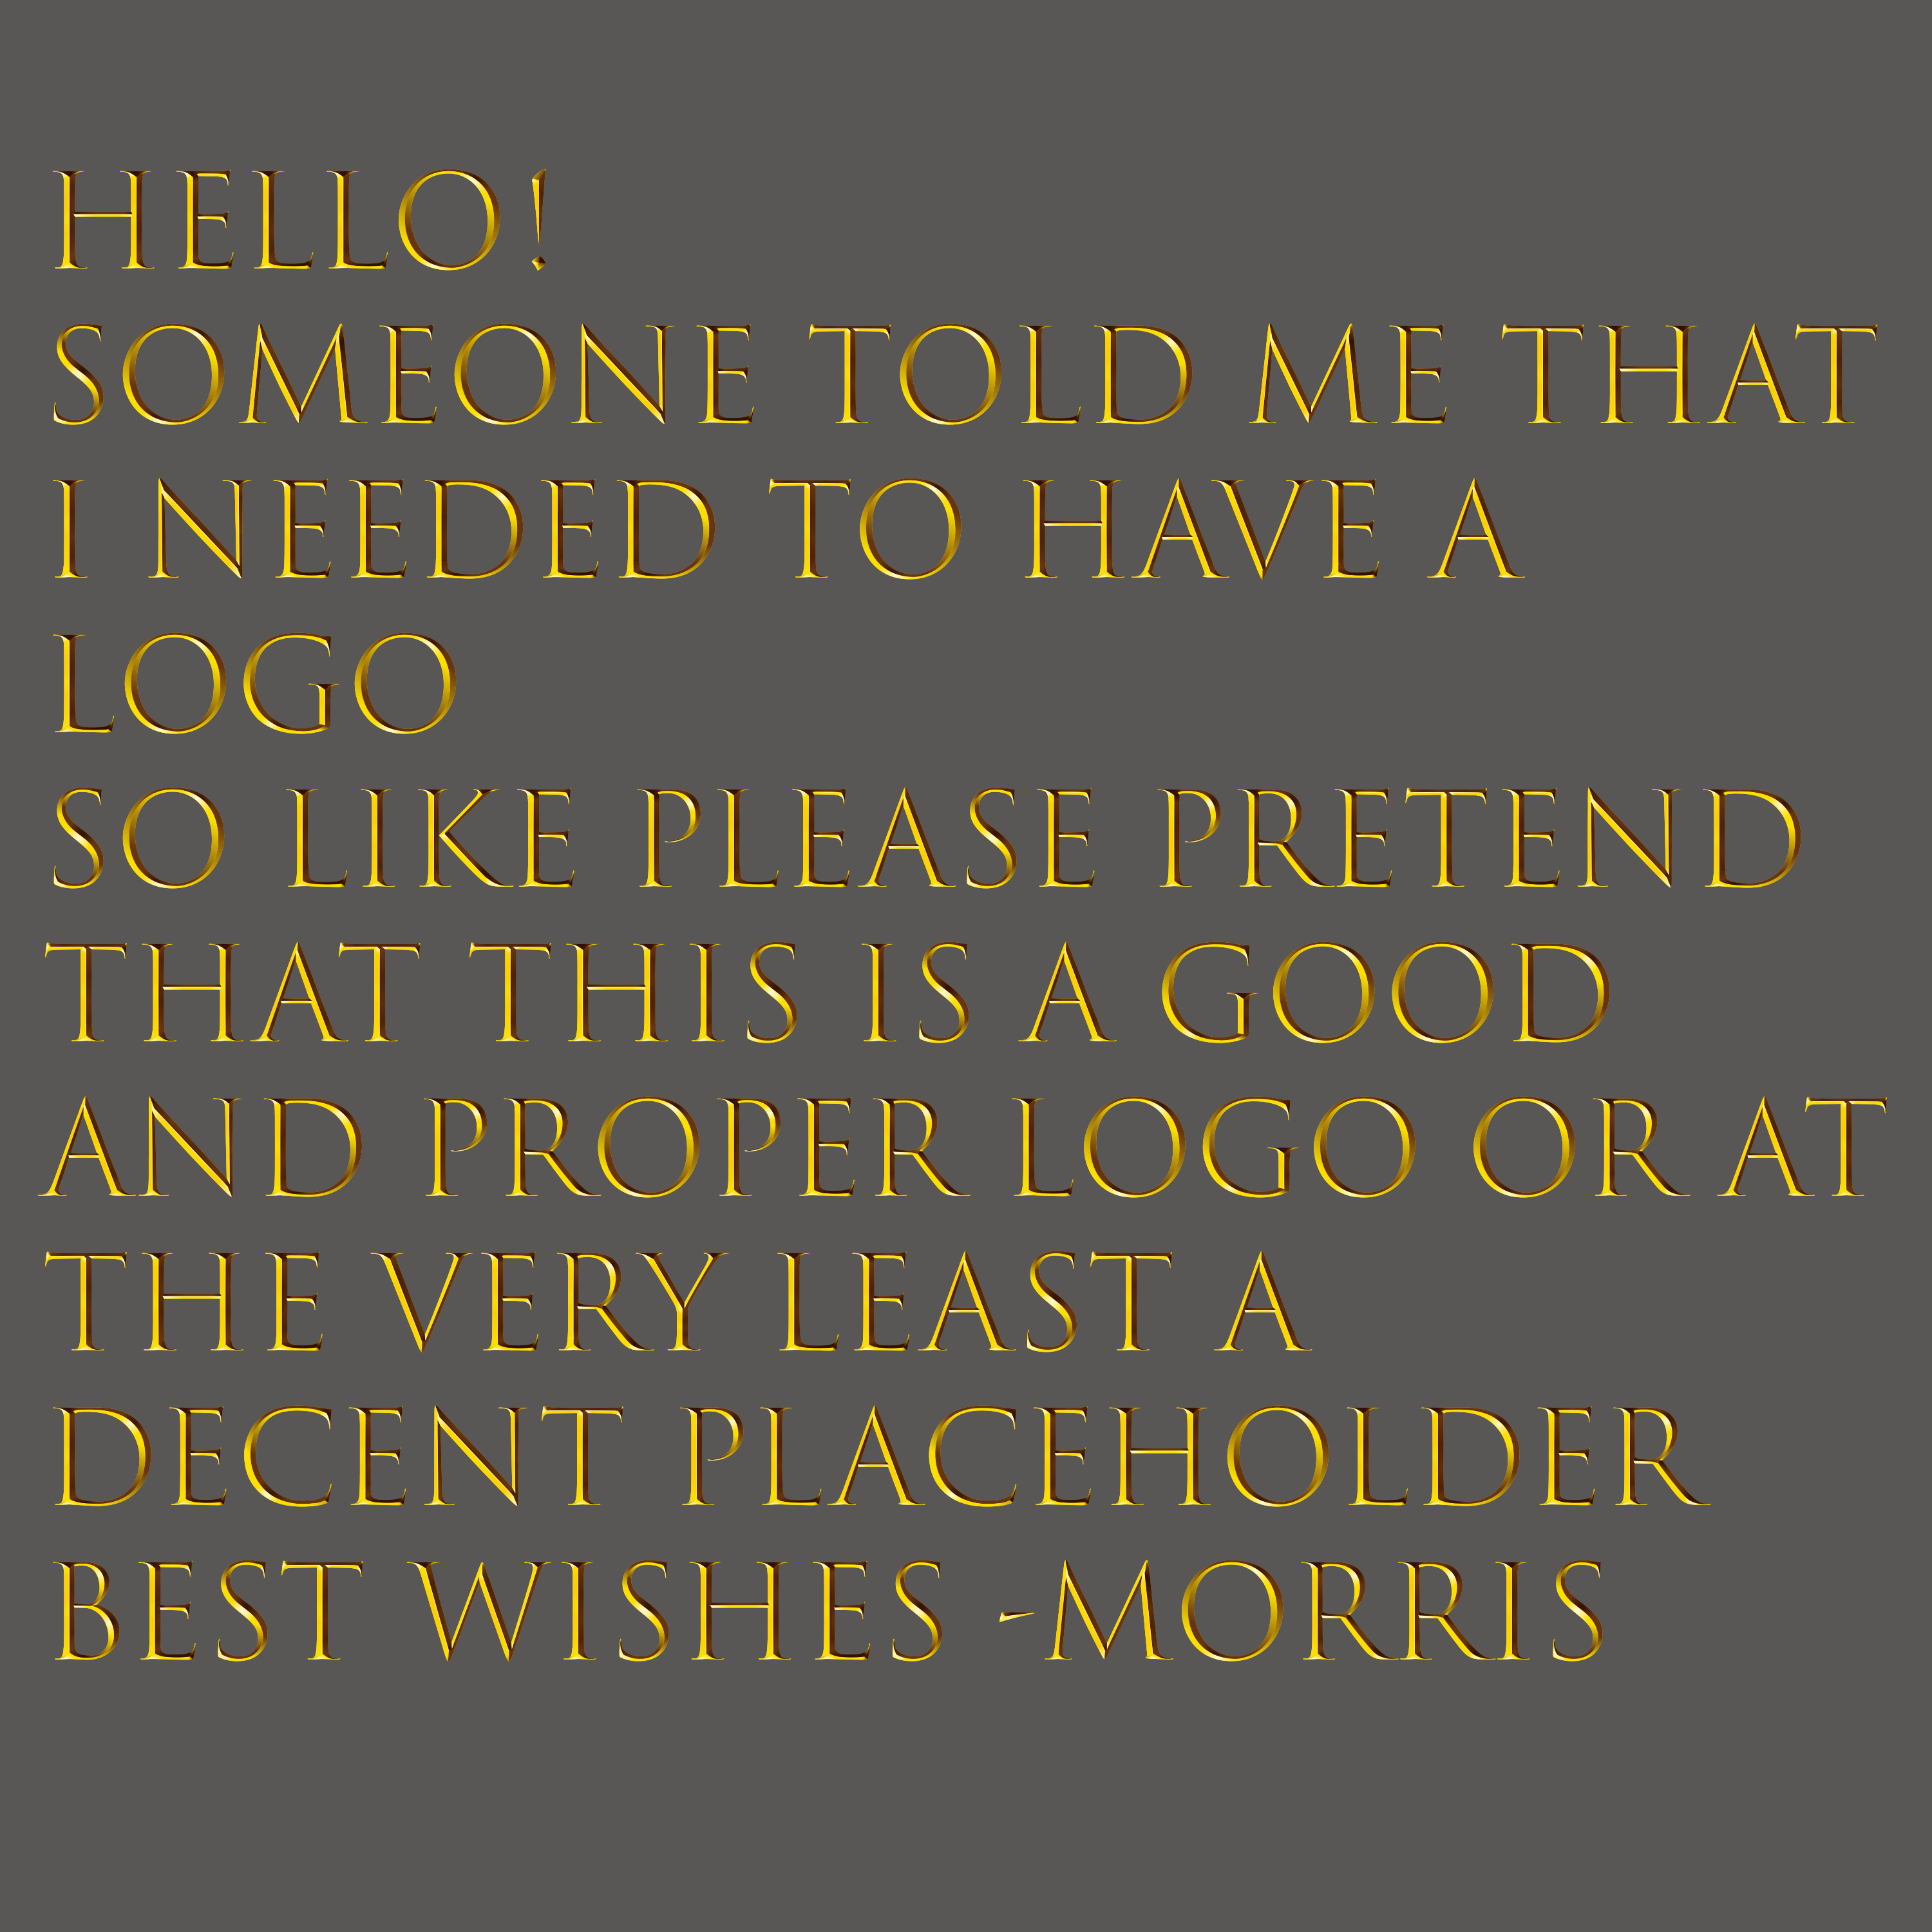 HELLO!
SOMEONE TOLD ME THAT
I NEEDED TO HAVE A
LOGO
SO LIKE PLEASE PRETEND
THAT THIS IS A GOOD
AND PROPER LOGO OR AT
THE VERY LEAST A
DECENT PLACEHOLDER
BEST WISHES -MORRIS